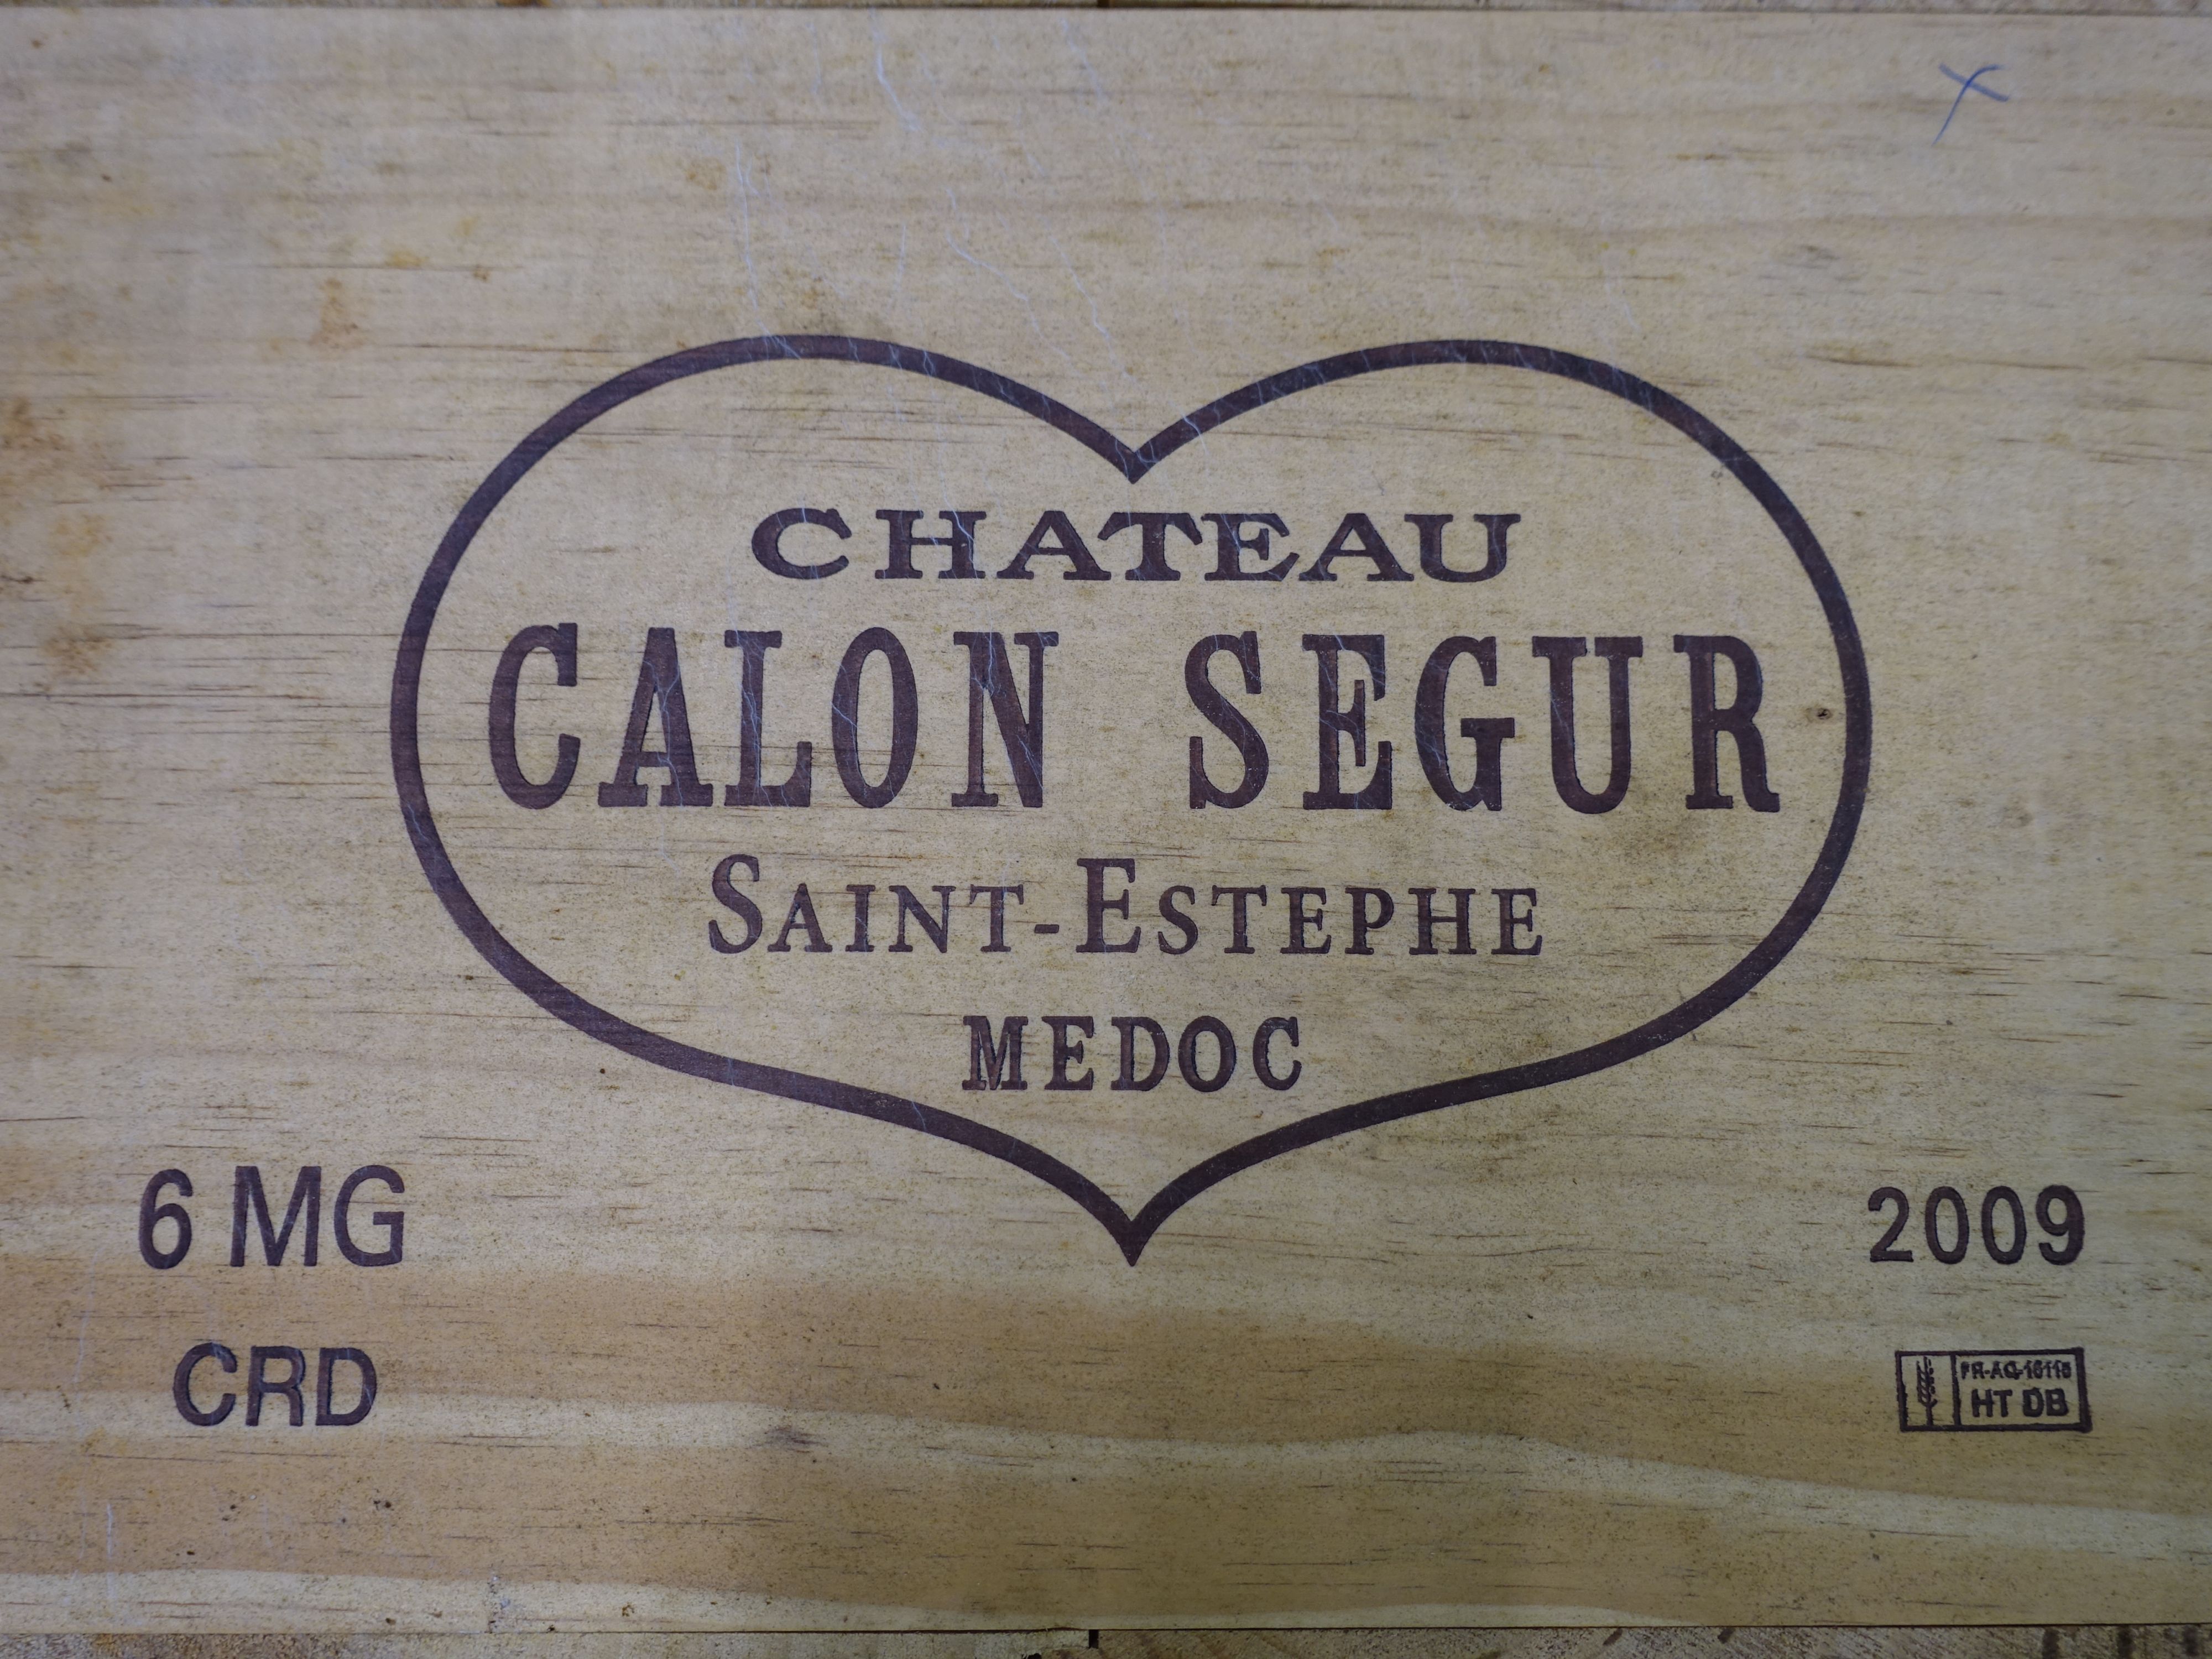 CHATEAU
CALON SEGUR
SAINT-ESTEPHE
MEDOC
6 MG
CRD
2009
HT DB